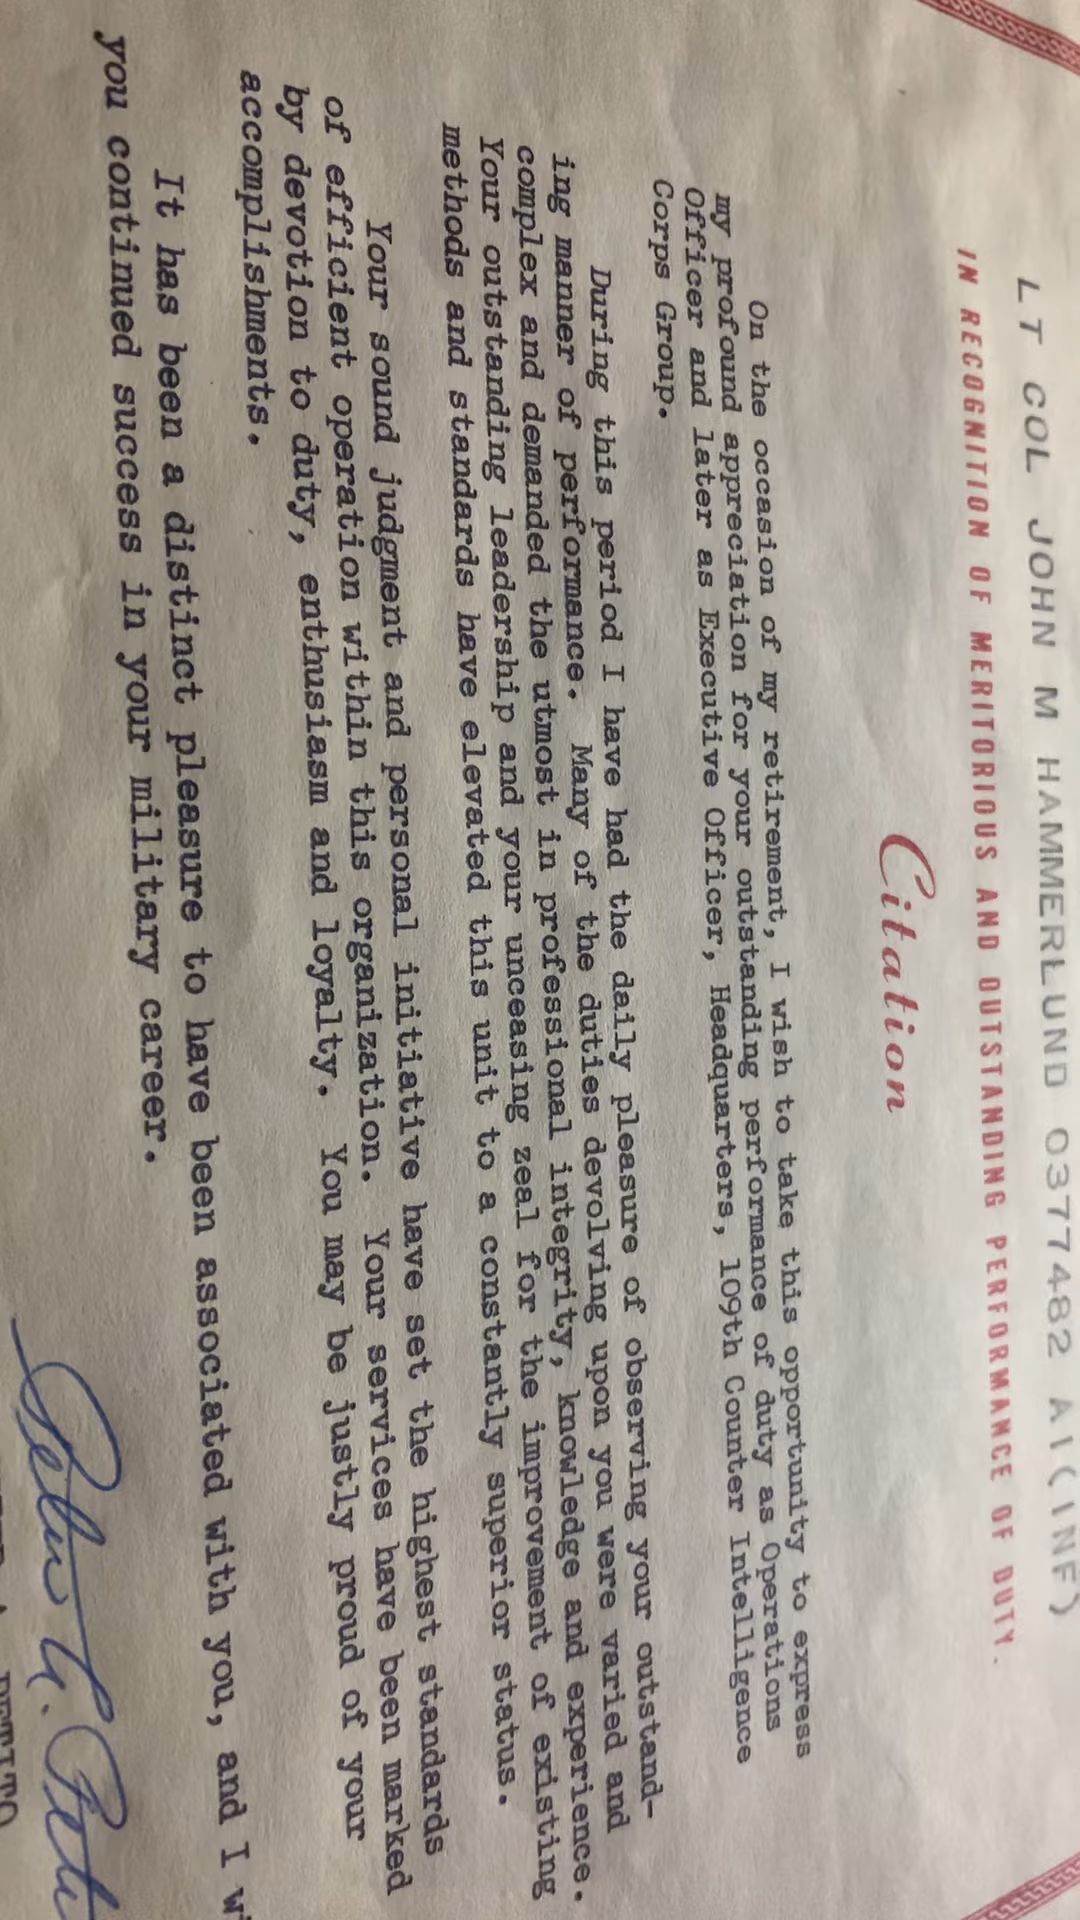 LT COL JOHN M HAMMERLUND 0377482 AI(INF)
IN RECOGNITION OF MERITORIOUS AND OUTSTANDING PERFORMANCE OF DUTY.
Citation
On the occasion of my retirement, I wish to take this opportunity to express
my profound appreciation for your outstanding performance of duty as Operations
Officer and later as Executive Officer, Headquarters, 109th Counter Intelligence
Corps Group.
During this period I have had the daily pleasure of observing your outstand-
ing manner of performance. Many of the duties devolving upon you were varied and
complex and demanded the utmost in professional integrity, knowledge and experience.
Your outstanding leadership and your unceasing zeal for the improvement of existing
methods and standards have elevated this unit to a constantly superior status.
Your sound judgment and personal initiative have set the highest standards
of efficient operation within this organization. Your services have been marked
by devotion to duty, enthusiasm and loyalty. You may be justly proud of your
accomplishments.
It has been a distinct pleasure to have been associated with you, and I
you continued success in your military career.